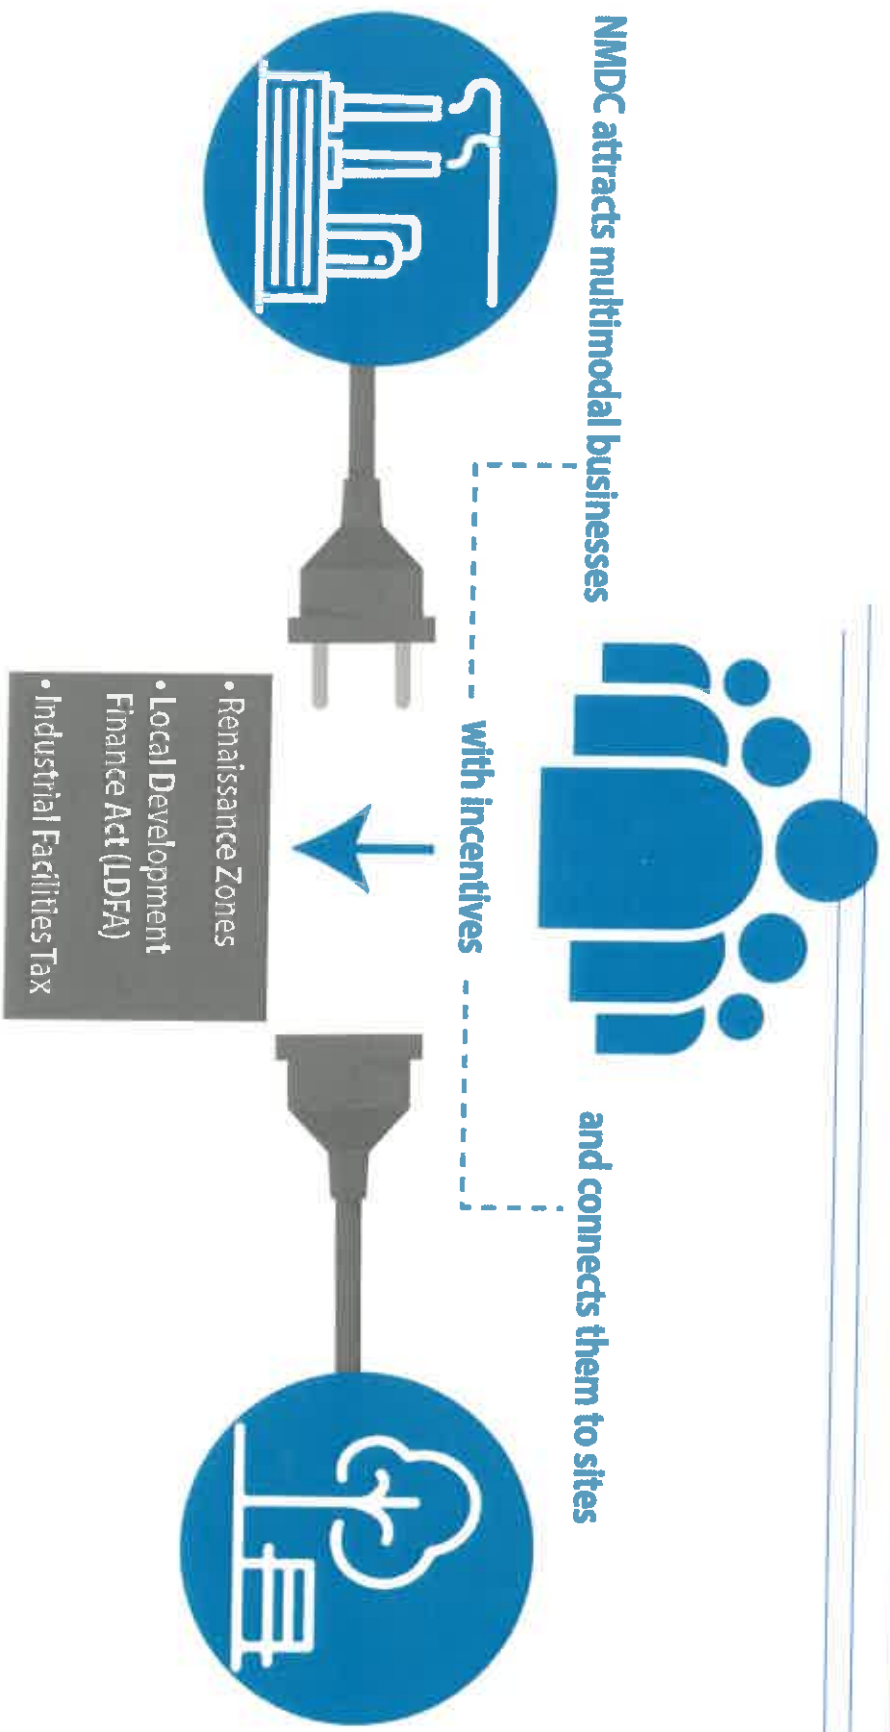 NMDC attracts multimodal businesses
with incentives
and connects them to sites
• Renaissance Zones
• Local Development
Finance Act (LDFA)
• Industrial Facilities Tax